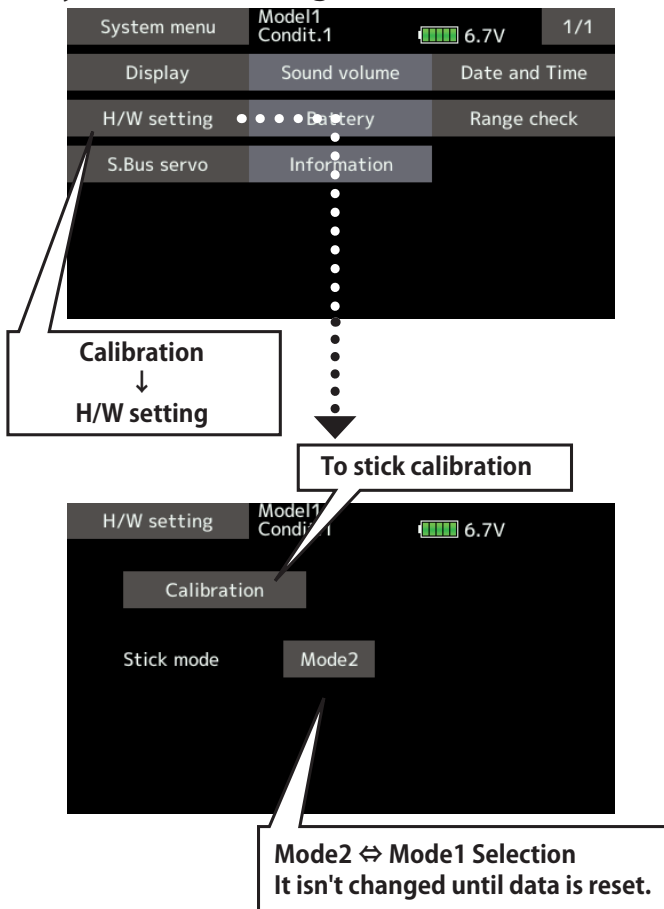 System menu
Model1
Condit.1
6.7V
1/1
Display
Sound volume
Date and Time
H/W setting
Battery
Range check
S.Bus servo
Information
Calibration
↓
H/W setting
To stick calibration
H/W setting
Model1
Condit.1
6.7V
Calibration
Stick mode
Mode2
Mode2 ⇔ Mode1 Selection
It isn't changed until data is reset.